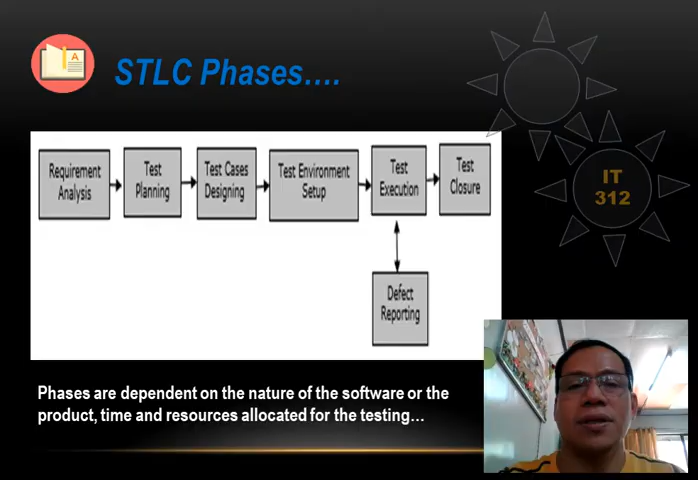 A
STLC Phases....
IT
312
Requirement
Analysis
Test
Planning
Test Cases
Designing
Test Environment
Setup
Test
Execution
Test
Closure
Defect
Reporting
Phases are dependent on the nature of the software or the
product, time and resources allocated for the testing...